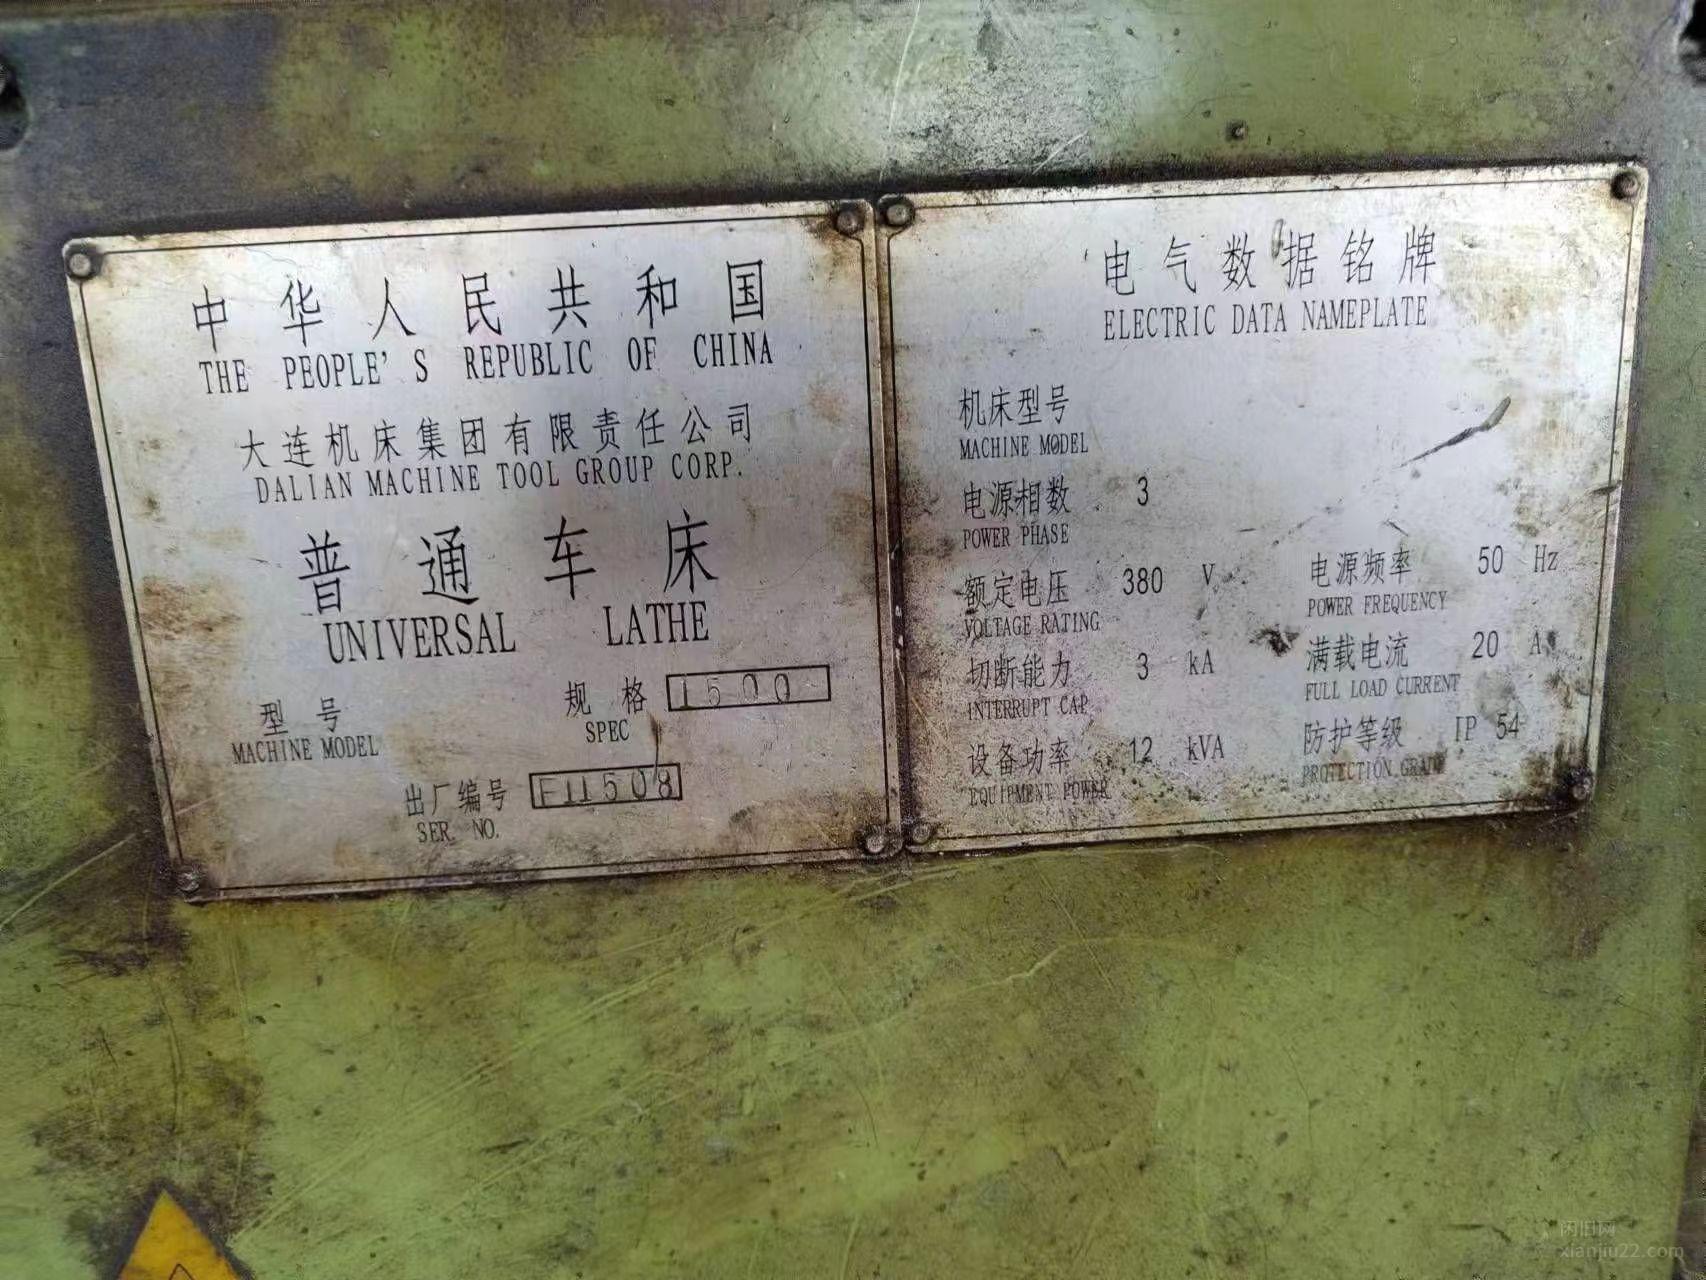 中华人民共和国
THE PEOPLE'S REPUBLIC OF CHINA
大连机床集团有限责任公司
DALIAN MACHINE TOOL GROUP CORP.
普通车床
UNIVERSAL LATHE
规格 1500
SPEC
型号
MACHINE MODEL
出厂编号 F11508
SER. NO.
电气数据铭牌
ELECTRIC DATA NAMEPLATE
机床型号
MACHINE MODEL
电源相数 3
POWER PHASE
额定电压 380 V 电源频率 50 Hz
VOLTAGE RATING POWER FREQUENCY
切断能力 3 kA 满载电流 20 A
INTERRUPT CAP FULL LOAD CURRENT
设备功率 12 kVA 防护等级 IP 54
EQUIPMENT POWER PROTECTION GRADE
闲旧网
xianjiu22.com